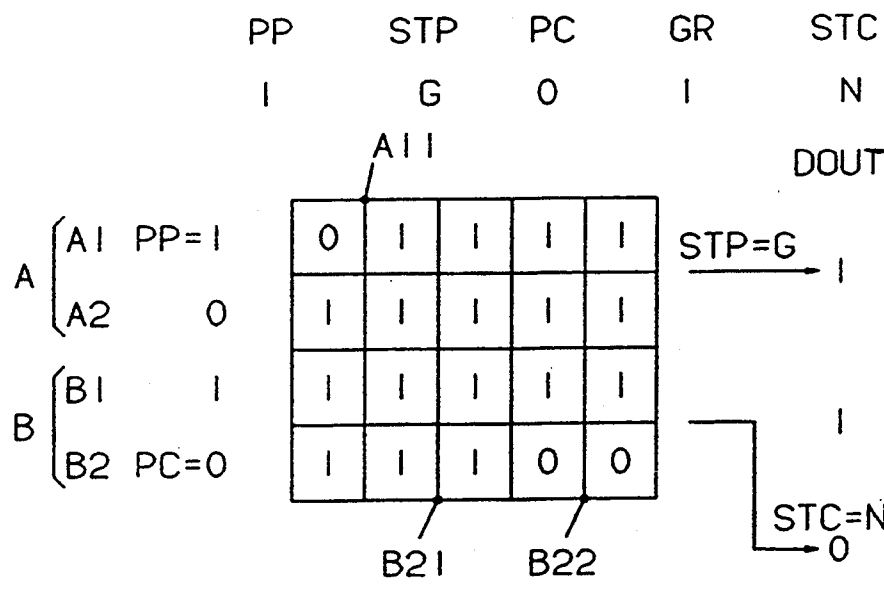 PP STP PC GR STC
1 G 0 1 N
A11
DOUT
A A1 PP=1 0 1 1 1 1 STP=G 1
A2 0 1 1 1 1 1
B B1 1 1 1 1 1 1 1
B2 PC=0 1 1 1 0 0
STC=N
0
B21 B22